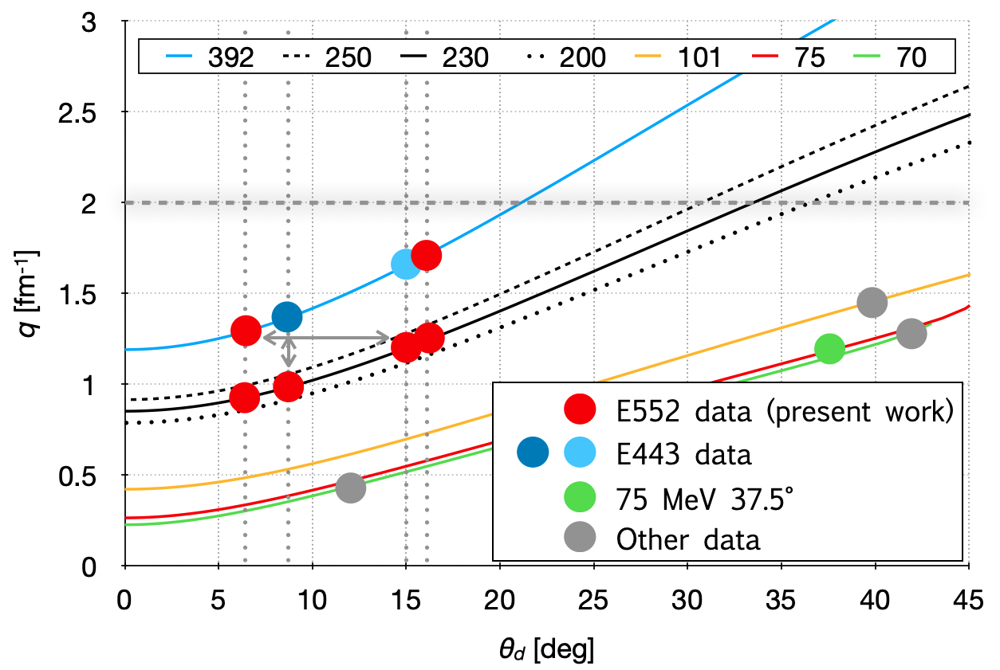 3
392 250 230 200 101 75 70
2.5
2
1.5
1
0.5
0
q [fm⁻¹]
E552 data (present work)
E443 data
75 MeV 37.5°
Other data
0 5 10 15 20 25 30 35 40 45
θd [deg]